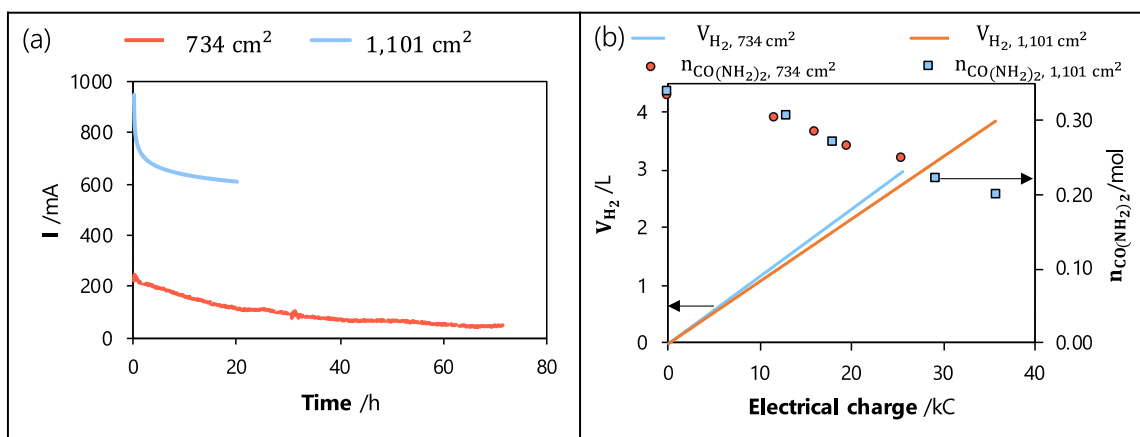 (a)
734 cm²
1,101 cm²
1000
800
600
400
200
0
I /mA
0
20
40
60
80
Time /h
(b)
V_H₂, 734 cm²
V_H₂, 1,101 cm²
n_CO(NH₂)₂, 734 cm²
n_CO(NH₂)₂, 1,101 cm²
4
3
2
1
0
V_H₂ /L
0.30
0.20
0.10
0.00
n_CO(NH₂)₂ /mol
0
10
20
30
40
Electrical charge /kC